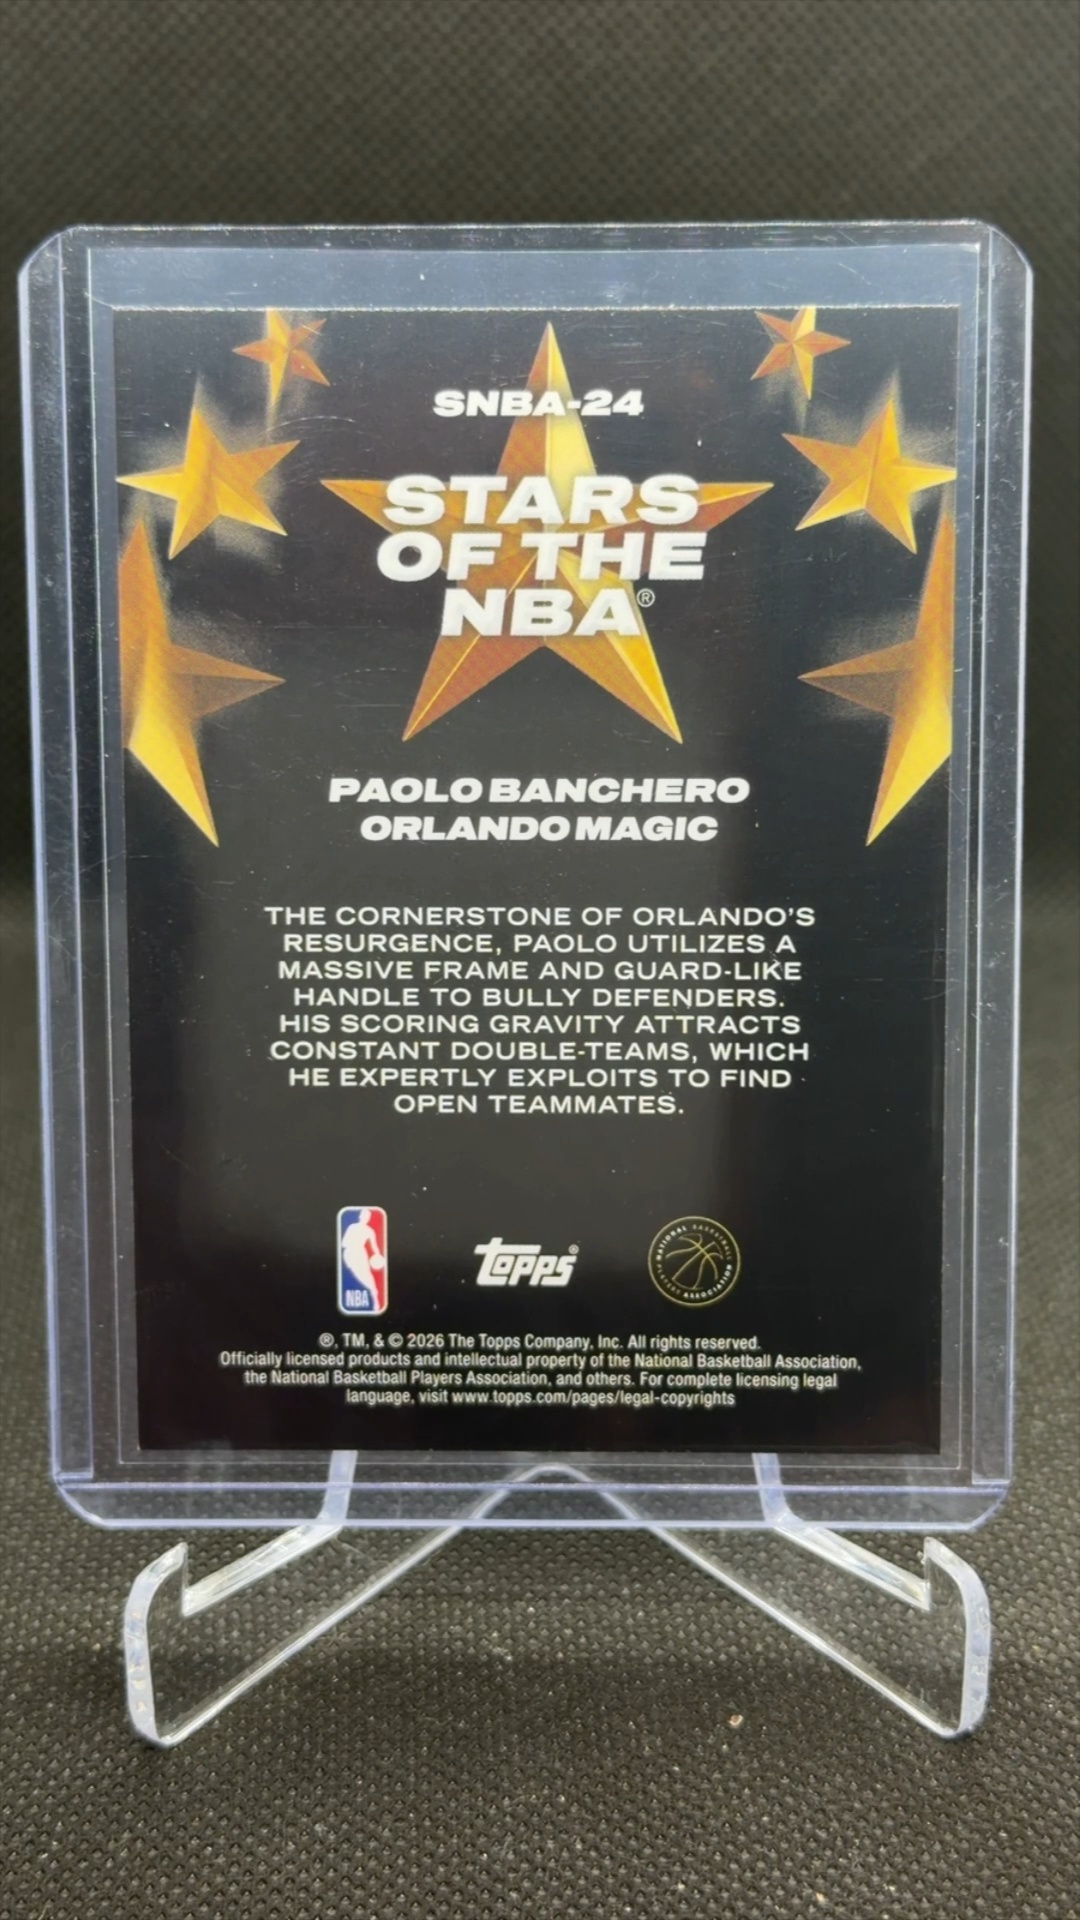 SNBA-24
STARS
OF THE
NBA®
PAOLO BANCHERO
ORLANDO MAGIC
THE CORNERSTONE OF ORLANDO'S
RESURGENCE, PAOLO UTILIZES A
MASSIVE FRAME AND GUARD-LIKE
HANDLE TO BULLY DEFENDERS.
HIS SCORING GRAVITY ATTRACTS
CONSTANT DOUBLE-TEAMS, WHICH
HE EXPERTLY EXPLOITS TO FIND
OPEN TEAMMATES.
NBA
topps®
NATIONAL BASKETBALL
PLAYERS ASSOCIATION
®, TM, & © 2026 The Topps Company, Inc. All rights reserved.
Officially licensed products and intellectual property of the National Basketball Association,
the National Basketball Players Association, and others. For complete licensing legal
language, visit www.topps.com/pages/legal-copyrights